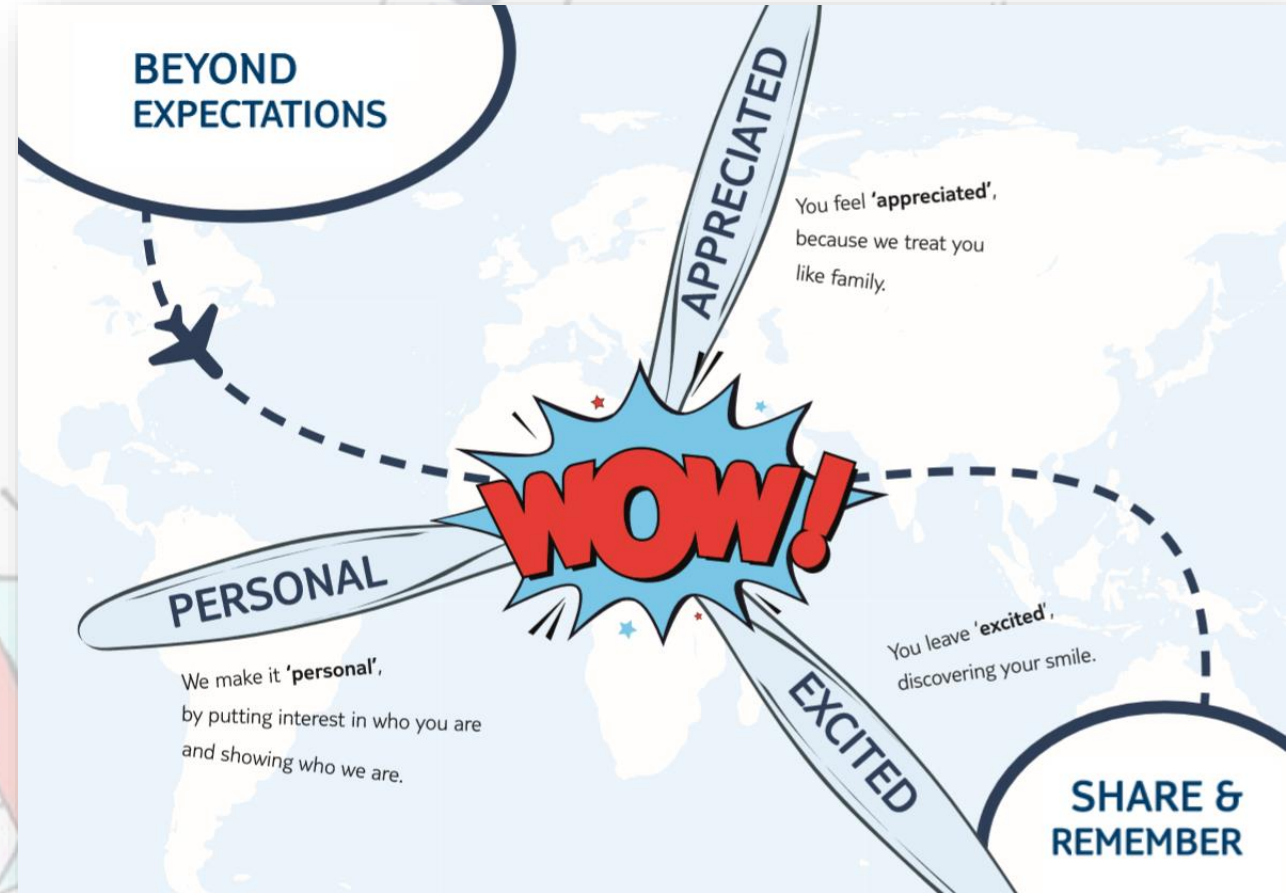 BEYOND
EXPECTATIONS
APPRECIATED
You feel 'appreciated',
because we treat you
like family.
WOW!
PERSONAL
We make it 'personal',
by putting interest in who you are
and showing who we are.
You leave 'excited',
discovering your smile.
EXCITED
SHARE &
REMEMBER